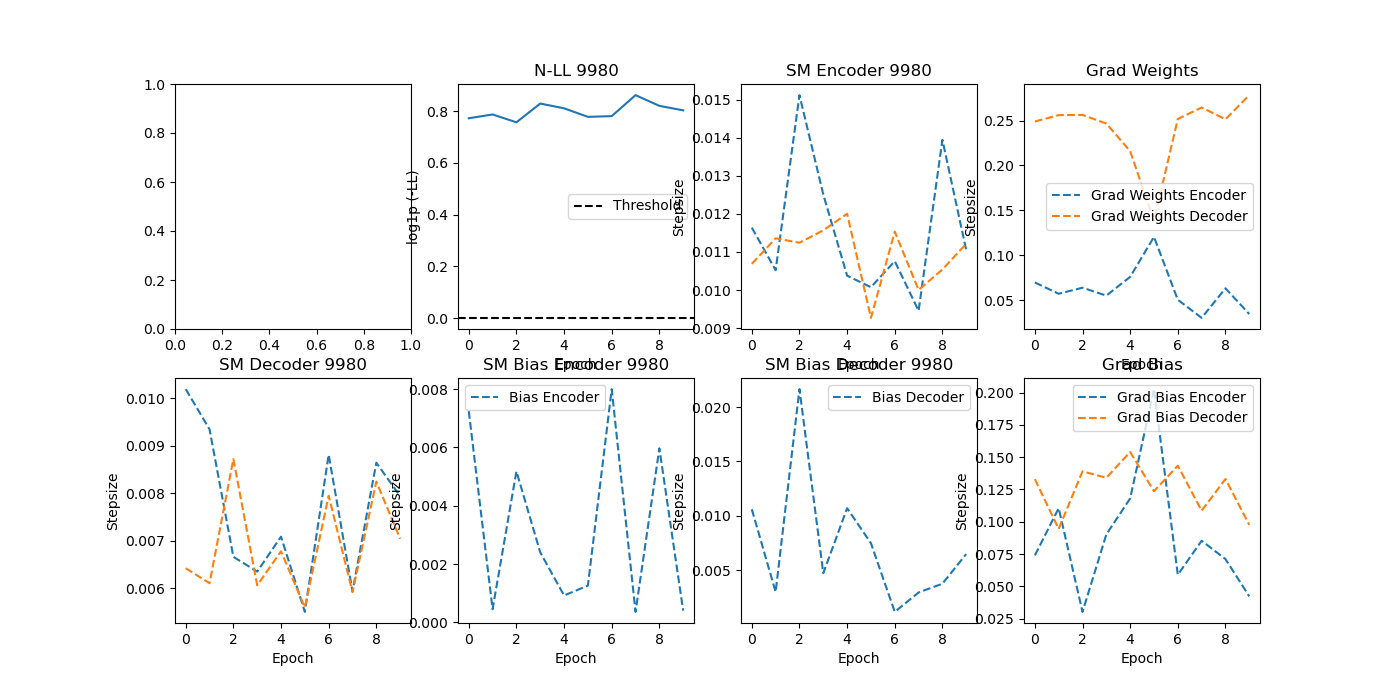 N-LL 9980
SM Encoder 9980
Grad Weights
1.0
0.8
0.6
0.4
0.2
0.0
0.0 0.2 0.4 0.6 0.8 1.0
log1p (-LL)
0.8
0.6
0.4
0.2
0.0
Threshold
0 2 4 6 8
Epoch
Stepsize
0.015
0.014
0.013
0.012
0.011
0.010
0.009
0 2 4 6 8
Epoch
Stepsize
0.25
0.20
0.15
0.10
0.05
Grad Weights Encoder
Grad Weights Decoder
0 2 4 6 8
Epoch
SM Decoder 9980
SM Bias Encoder 9980
SM Bias Decoder 9980
Grad Bias
Stepsize
0.010
0.009
0.008
0.007
0.006
0 2 4 6 8
Epoch
Stepsize
0.008
0.006
0.004
0.002
0.000
Bias Encoder
0 2 4 6 8
Epoch
Stepsize
0.020
0.015
0.010
0.005
Bias Decoder
0 2 4 6 8
Epoch
Stepsize
0.200
0.175
0.150
0.125
0.100
0.075
0.050
0.025
Grad Bias Encoder
Grad Bias Decoder
0 2 4 6 8
Epoch